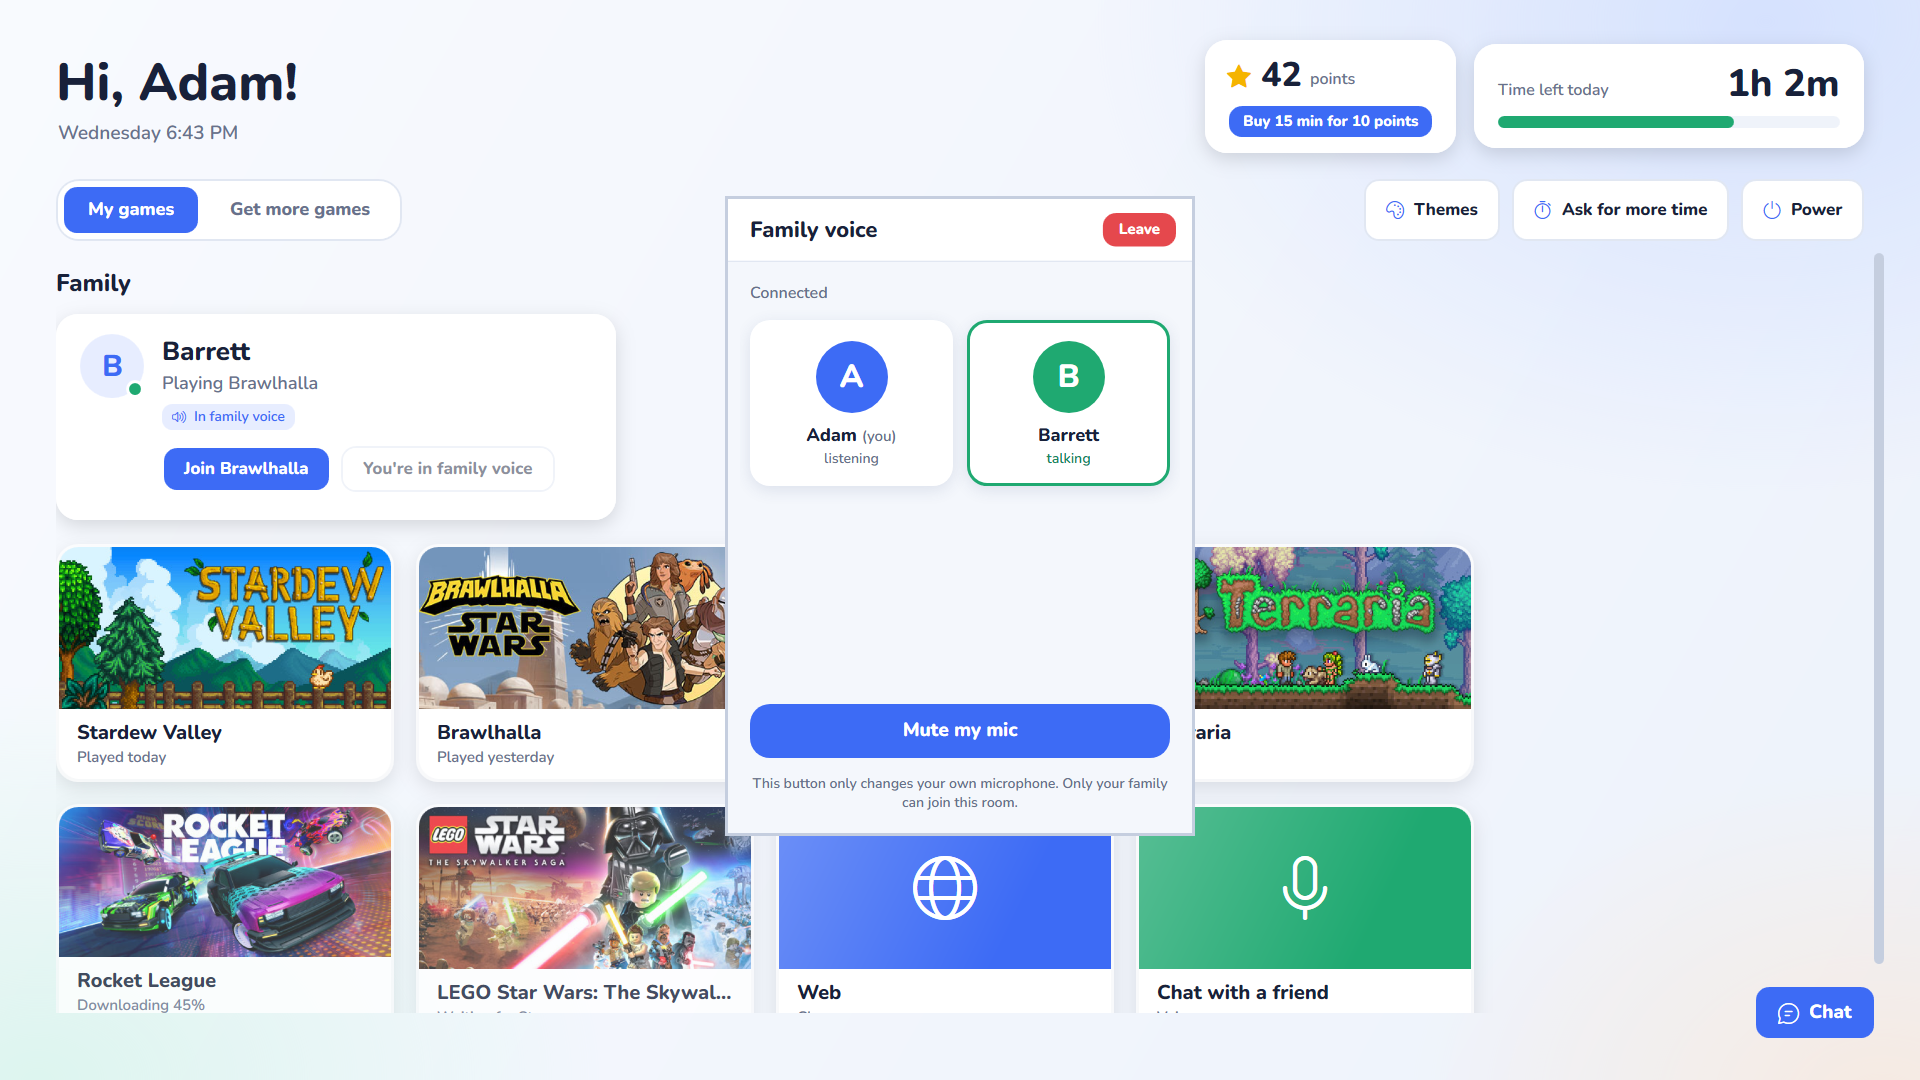 Hi, Adam!
Wednesday 6:43 PM
42 points
Buy 15 min for 10 points
Time left today
1h 2m
My games
Get more games
Themes
Ask for more time
Power
Family
B
Barrett
Playing Brawlhalla
In family voice
Join Brawlhalla
You're in family voice
Family voice
Leave
Connected
A
Adam (you)
listening
B
Barrett
talking
Mute my mic
This button only changes your own microphone. Only your family
can join this room.
STARDEW
VALLEY
Stardew Valley
Played today
BRAWLHALLA
STAR
WARS
Brawlhalla
Played yesterday
Terraria
raria
ROCKET
LEAGUE
Rocket League
Downloading 45%
LEGO
STAR
WARS
THE SKYWALKER SAGA
LEGO Star Wars: The Skywal...
Web
Chat with a friend
Chat